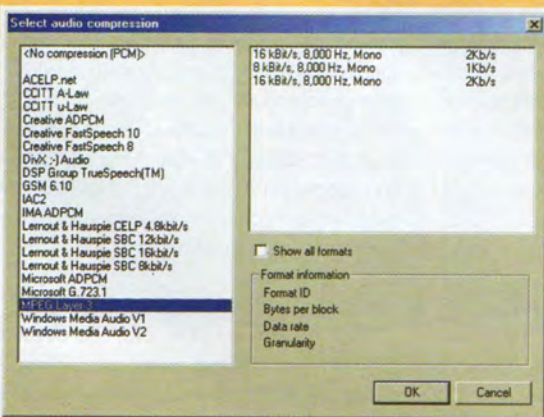 Select audio compression
<No compression (PCM)>
ACELP.net
CCITT A-Law
CCITT u-Law
Creative ADPCM
Creative FastSpeech 10
Creative FastSpeech 8
DivX ;-) Audio
DSP Group TrueSpeech(TM)
GSM 6.10
IAC2
IMA ADPCM
Lernout & Hauspie CELP 4.8kbit/s
Lernout & Hauspie SBC 12kbit/s
Lernout & Hauspie SBC 16kbit/s
Lernout & Hauspie SBC 8kbit/s
Microsoft ADPCM
Microsoft G.723.1
MPEG Layer-3
Windows Media Audio V1
Windows Media Audio V2
16 kBit/s, 8,000 Hz, Mono 2Kb/s
8 kBit/s, 8,000 Hz, Mono 1Kb/s
16 kBit/s, 8,000 Hz, Mono 2Kb/s
Show all formats
Format information
Format ID
Bytes per block
Data rate
Granularity
OK
Cancel